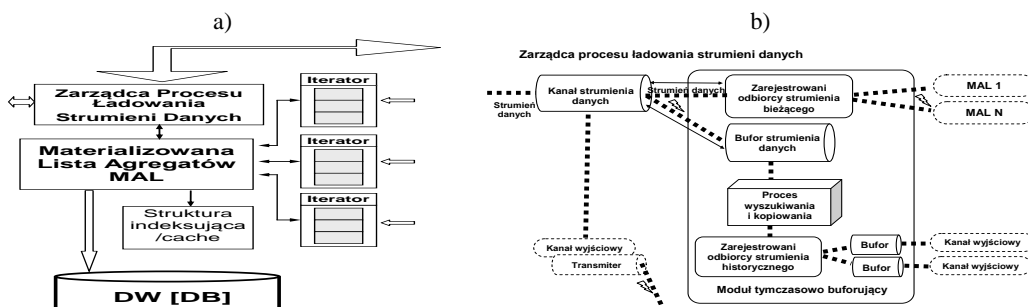 a)
Zarządca Procesu
Ładowania
Strumieni Danych
Materializowana
Lista Agregatów
MAL
Struktura
indeksująca
/cache
DW [DB]
Iterator
Iterator
Iterator
b)
Zarządca procesu ładowania strumieni danych
Strumień
danych
Kanał strumienia
danych
Strumień danych
Zarejestrowani
odbiorcy strumienia
bieżącego
MAL 1
MAL N
Bufor strumienia
danych
Proces
wyszukiwania
i kopiowania
Zarejestrowani
odbiorcy strumienia
historycznego
Bufor
Bufor
Kanał wyjściowy
Kanał wyjściowy
Kanał wyjściowy
Transmiter
Moduł tymczasowo buforujący